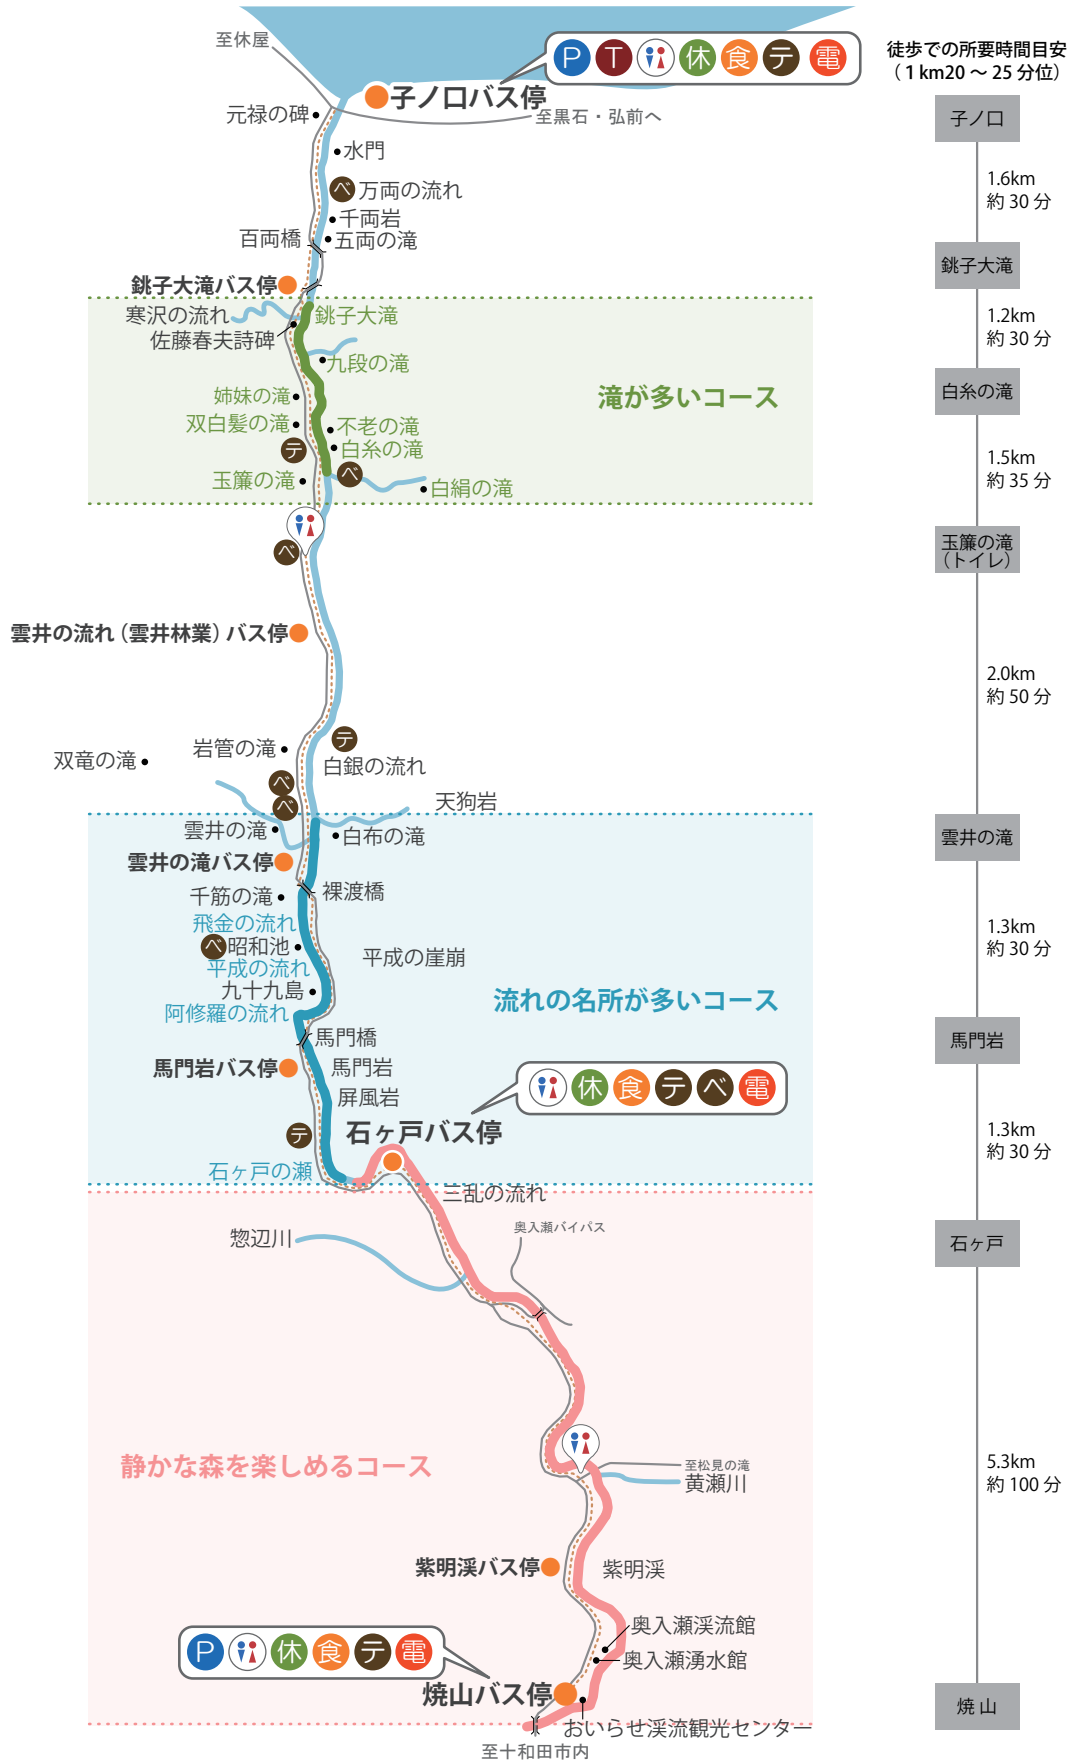 至休屋
P T 休 食 テ 電
徒歩での所要時間目安
（1 km20 〜 25 分位）
子ノ口バス停
元禄の碑
至黒石・弘前へ
子ノ口
水門
1.6km
約 30 分
ベ 万両の流れ
千両岩
百両橋
五両の滝
銚子大滝
銚子大滝バス停
寒沢の流れ
銚子大滝
1.2km
約 30 分
佐藤春夫詩碑
九段の滝
姉妹の滝
滝が多いコース
白糸の滝
双白髪の滝
不老の滝
テ
白糸の滝
1.5km
約 35 分
玉簾の滝
ベ
白絹の滝
玉簾の滝
（トイレ）
ベ
雲井の流れ（雲井林業）バス停
2.0km
約 50 分
テ
岩管の滝
双竜の滝
白銀の流れ
ベ
ベ
天狗岩
雲井の滝
白布の滝
雲井の滝
雲井の滝バス停
千筋の滝
裸渡橋
飛金の流れ
1.3km
約 30 分
ベ 昭和池
平成の崖崩
平成の流れ
九十九島
流れの名所が多いコース
阿修羅の流れ
馬門橋
馬門岩
馬門岩バス停
馬門岩
屏風岩
休 食 テ ベ 電
テ
石ヶ戸バス停
1.3km
約 30 分
石ヶ戸の瀬
三乱の流れ
惣辺川
奥入瀬バイパス
石ヶ戸
静かな森を楽しめるコース
至松見の滝
黄瀬川
5.3km
約 100 分
紫明渓バス停
紫明渓
奥入瀬渓流館
P 休 食 テ 電
奥入瀬湧水館
焼山バス停
焼 山
おいらせ渓流観光センター
至十和田市内